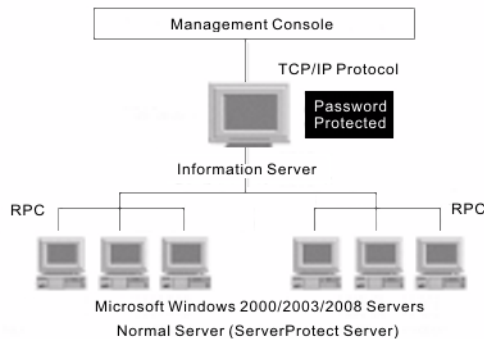 Management Console
TCP/IP Protocol
Password
Protected
Information Server
RPC
RPC
Microsoft Windows 2000/2003/2008 Servers
Normal Server (ServerProtect Server)